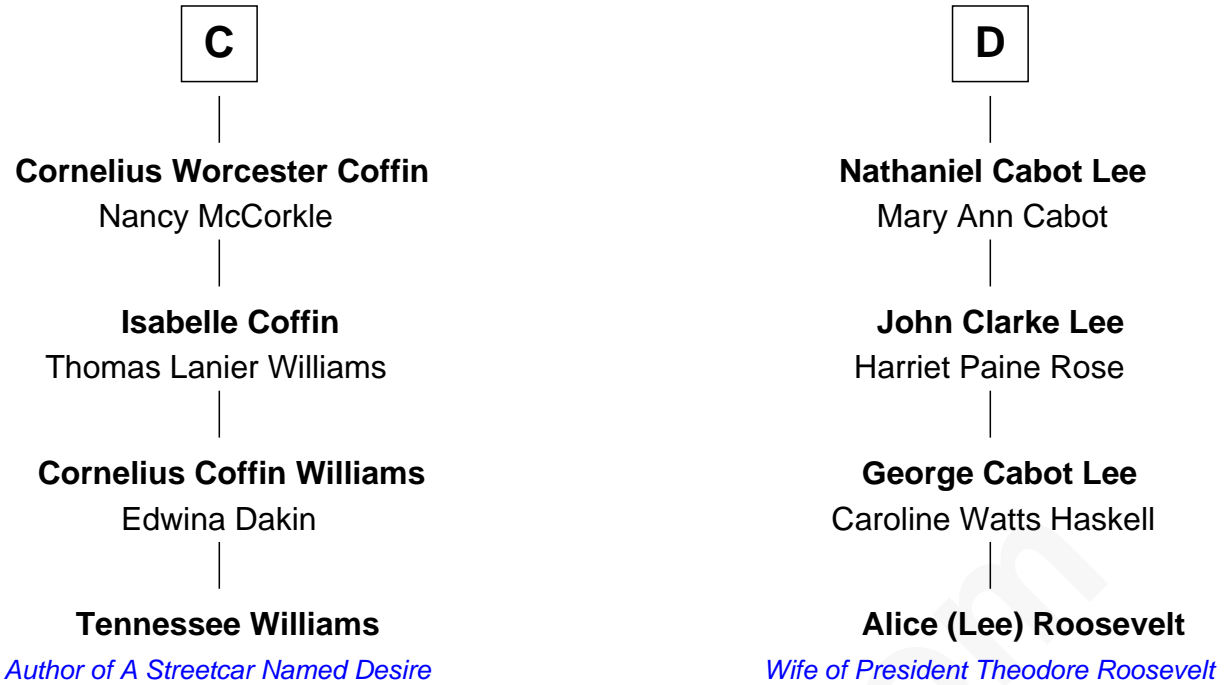 C
Cornelius Worcester Coffin
Nancy McCorkle
Isabelle Coffin
Thomas Lanier Williams
Cornelius Coffin Williams
Edwina Dakin
Tennessee Williams
Author of A Streetcar Named Desire
D
Nathaniel Cabot Lee
Mary Ann Cabot
John Clarke Lee
Harriet Paine Rose
George Cabot Lee
Caroline Watts Haskell
Alice (Lee) Roosevelt
Wife of President Theodore Roosevelt